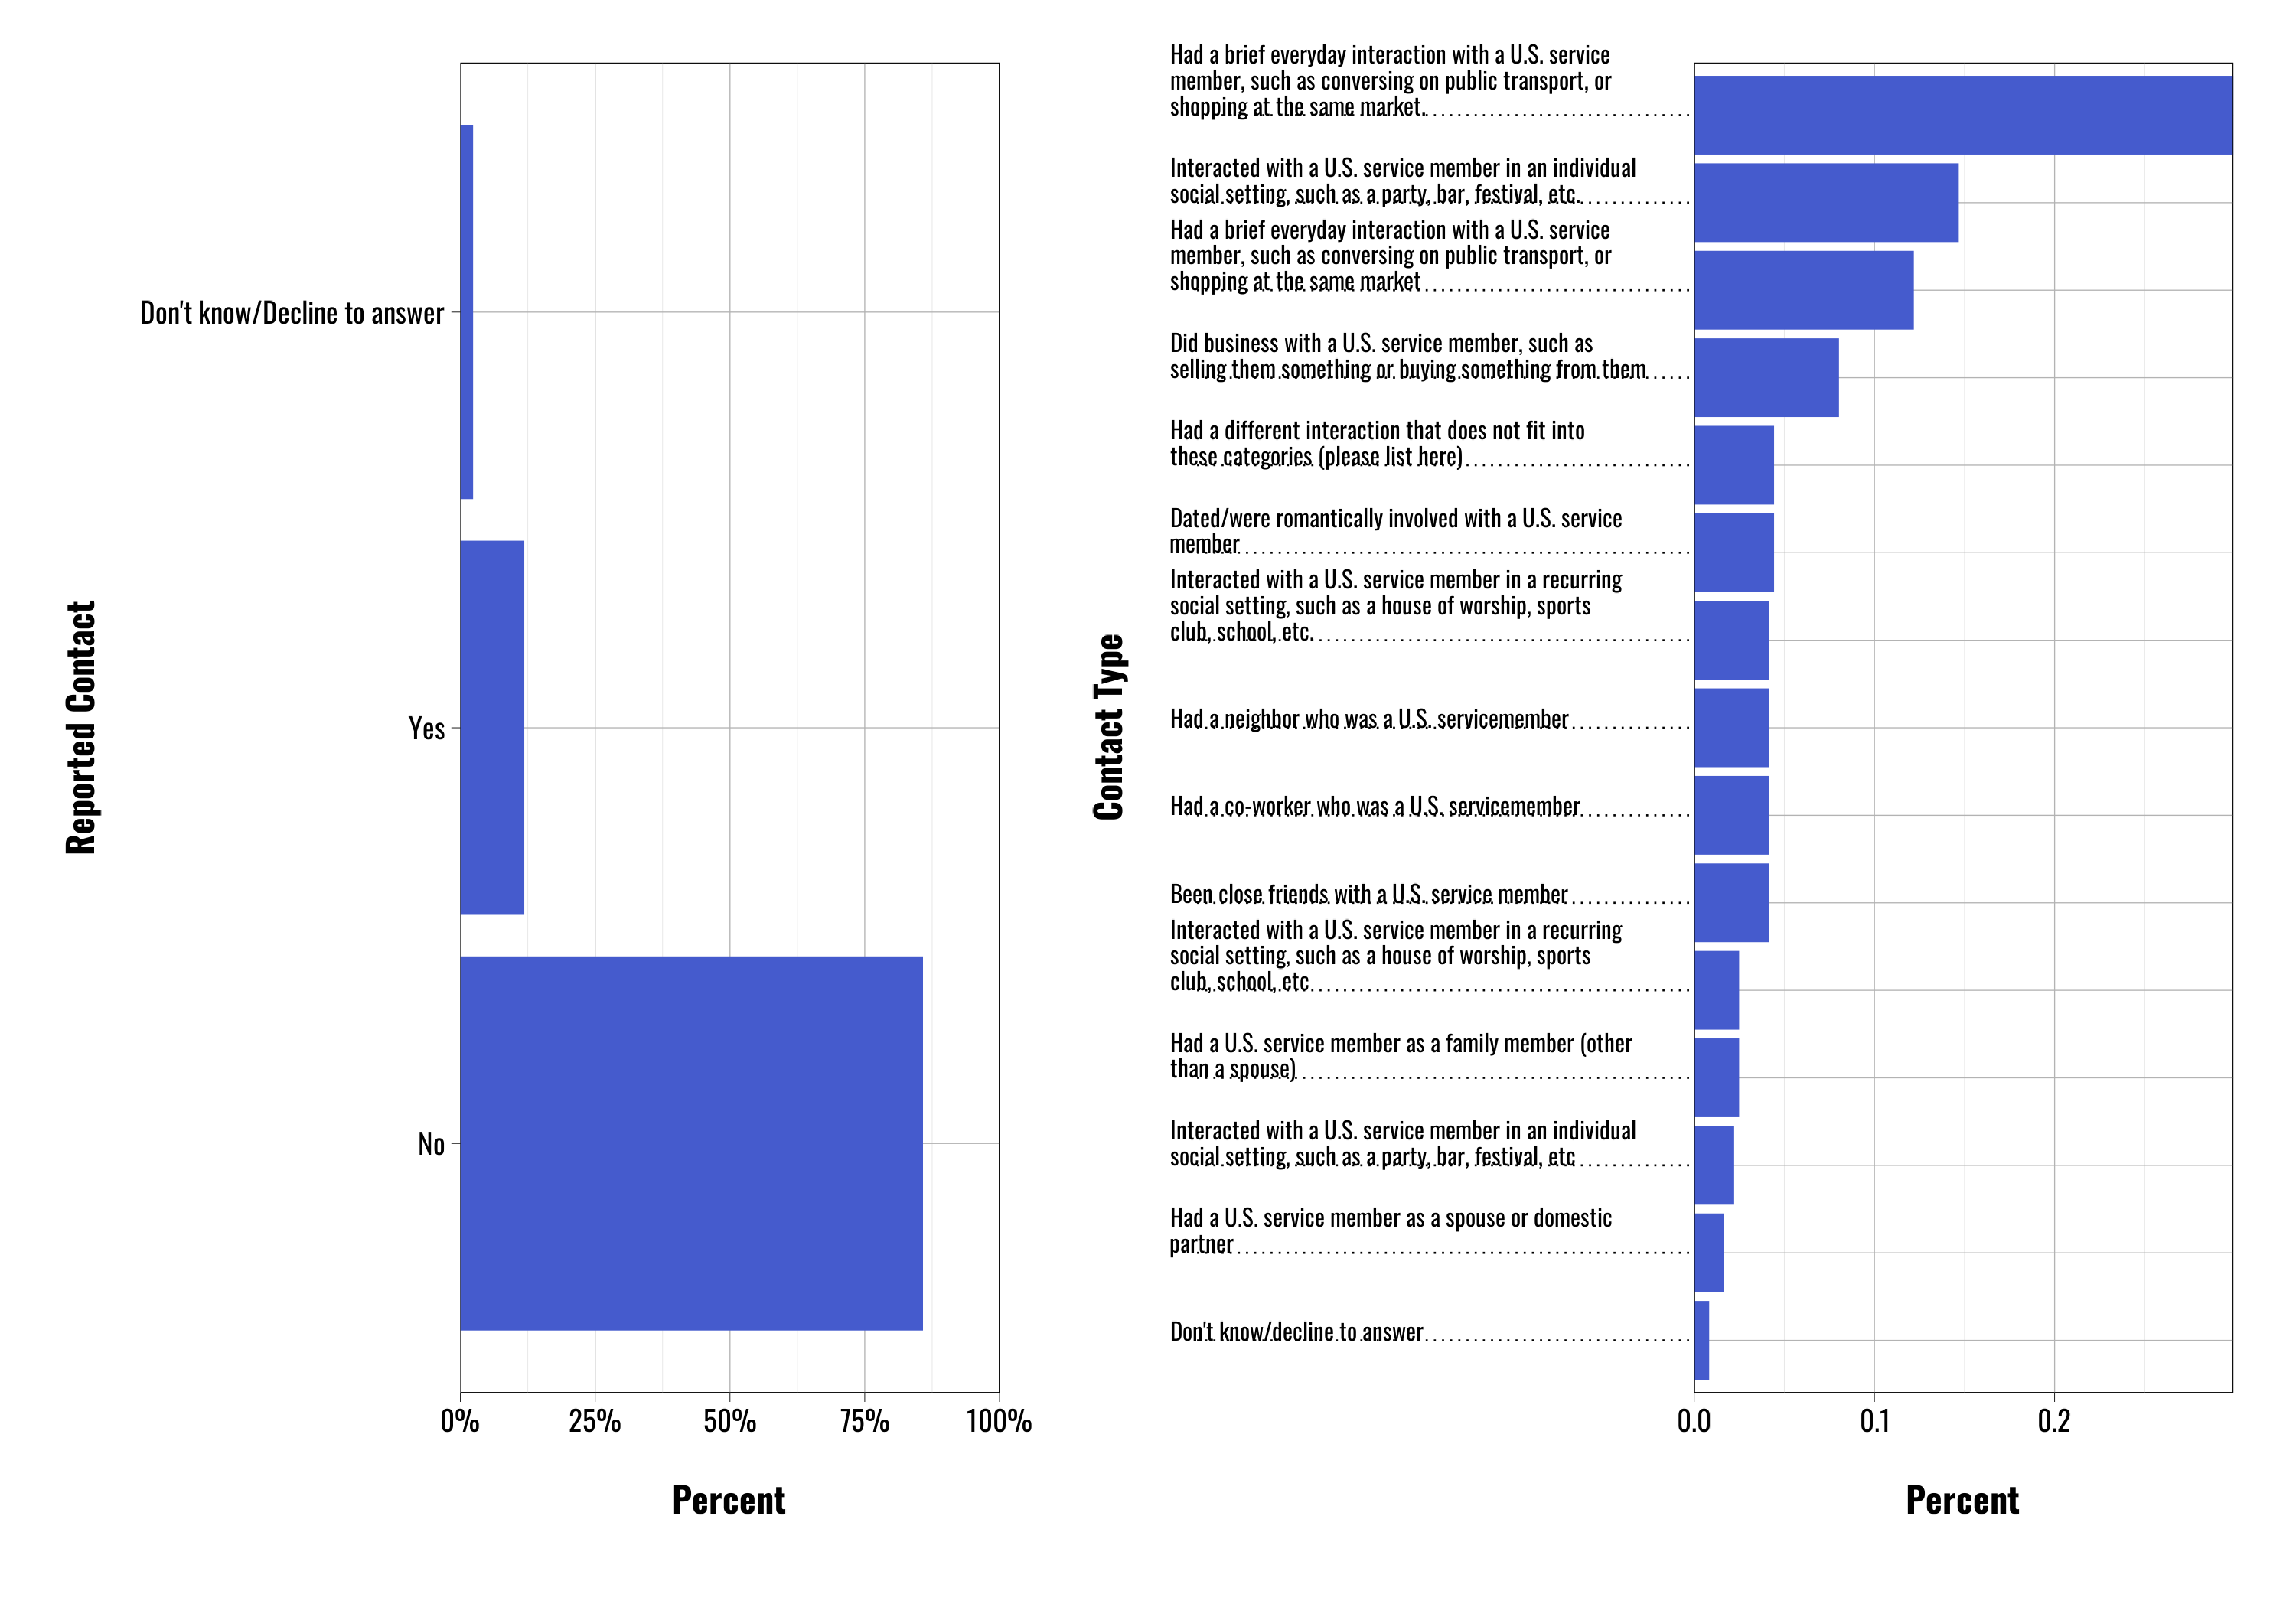 Reported Contact
Don't know/Decline to answer
Yes
No
0% 25% 50% 75% 100%
Percent
Contact Type
Had a brief everyday interaction with a U.S. service
member, such as conversing on public transport, or
shopping at the same market.
Interacted with a U.S. service member in an individual
social setting, such as a party, bar, festival, etc.
Had a brief everyday interaction with a U.S. service
member, such as conversing on public transport, or
shopping at the same market
Did business with a U.S. service member, such as
selling them something or buying something from them
Had a different interaction that does not fit into
these categories (please list here)
Dated/were romantically involved with a U.S. service
member
Interacted with a U.S. service member in a recurring
social setting, such as a house of worship, sports
club, school, etc.
Had a neighbor who was a U.S. servicemember
Had a co-worker who was a U.S. servicemember
Been close friends with a U.S. service member
Interacted with a U.S. service member in a recurring
social setting, such as a house of worship, sports
club, school, etc
Had a U.S. service member as a family member (other
than a spouse)
Interacted with a U.S. service member in an individual
social setting, such as a party, bar, festival, etc
Had a U.S. service member as a spouse or domestic
partner
Don't know/decline to answer
0.0 0.1 0.2
Percent